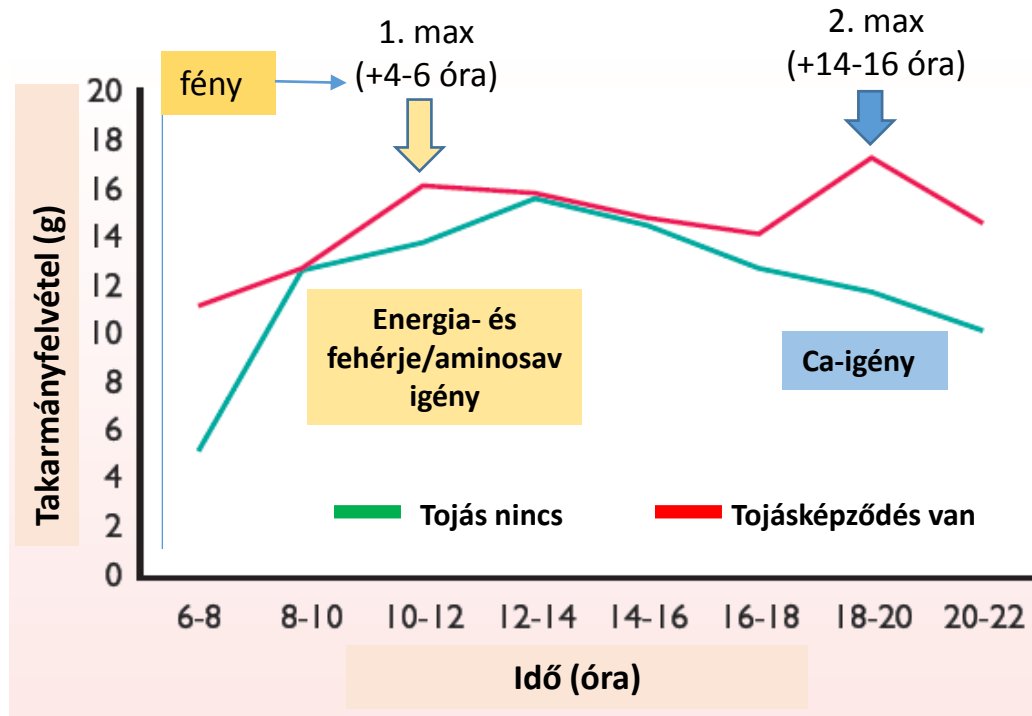 fény
1. max
(+4-6 óra)
2. max
(+14-16 óra)
Takarmányfelvétel (g)
20
18
16
14
12
10
8
6
4
2
0
Energia- és
fehérje/aminosav
igény
Ca-igény
Tojás nincs
Tojásképződés van
6-8 8-10 10-12 12-14 14-16 16-18 18-20 20-22
Idő (óra)